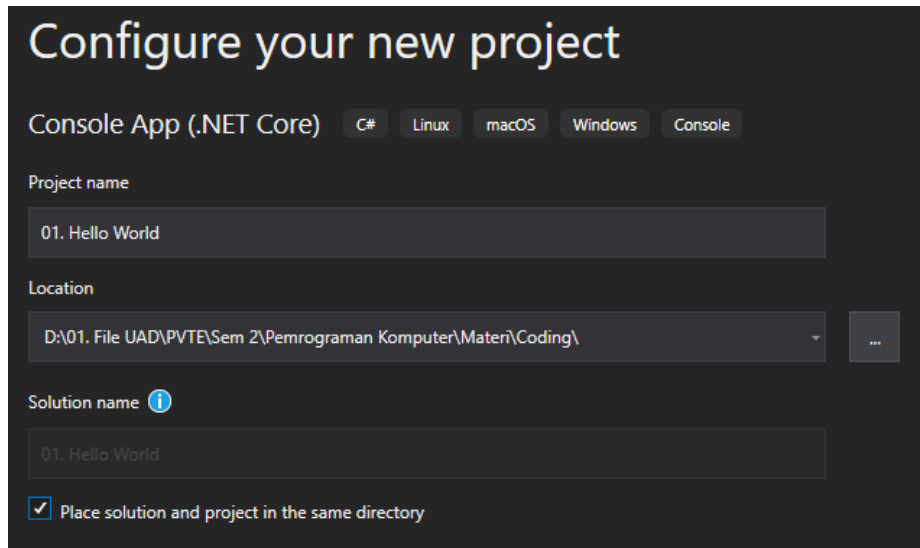 Configure your new project
Console App (.NET Core) C# Linux macOS Windows Console
Project name
01. Hello World
Location
D:\01. File UAD\PVTE\Sem 2\Pemrograman Komputer\Materi\Coding\
...
Solution name i
01. Hello World
Place solution and project in the same directory